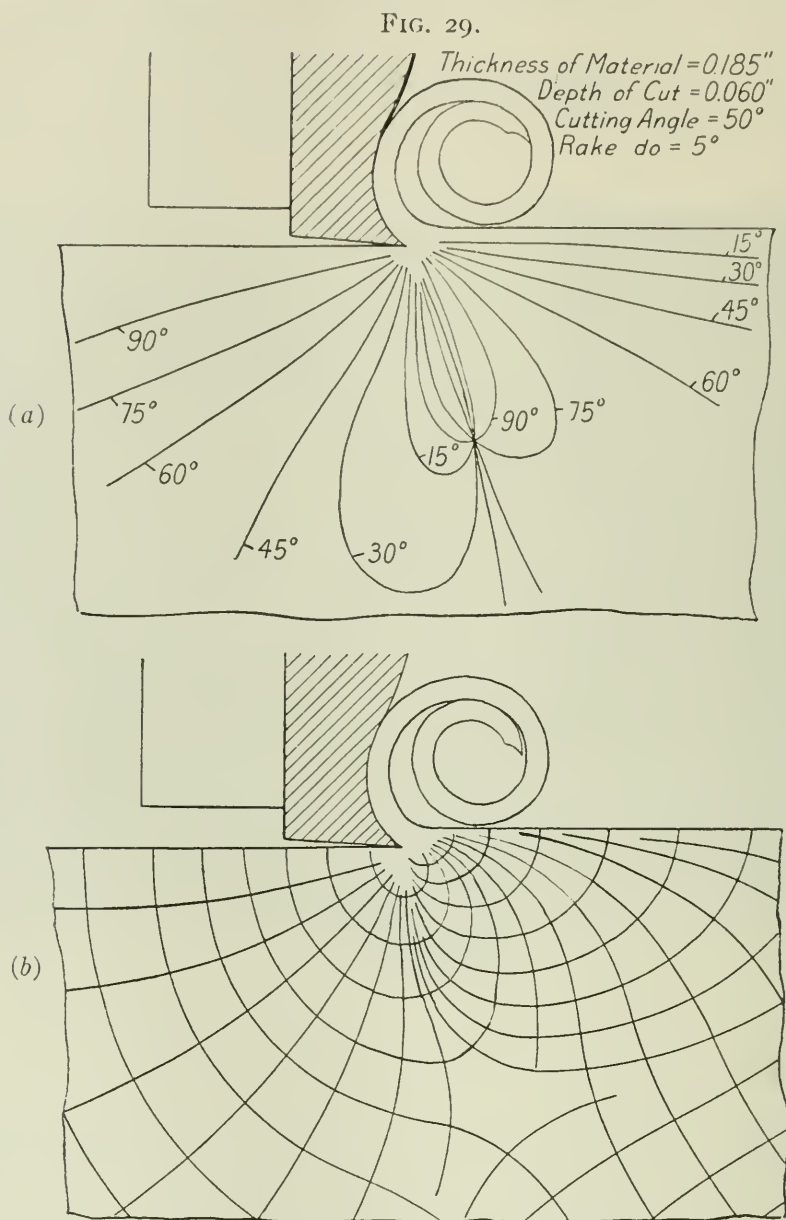 FIG. 29.
Thickness of Material = 0.185"
Depth of Cut = 0.060"
Cutting Angle = 50°
Rake do = 5°
15°
30°
45°
60°
90°
75°
60°
45°
30°
15°
90°
75°
(a)
(b)